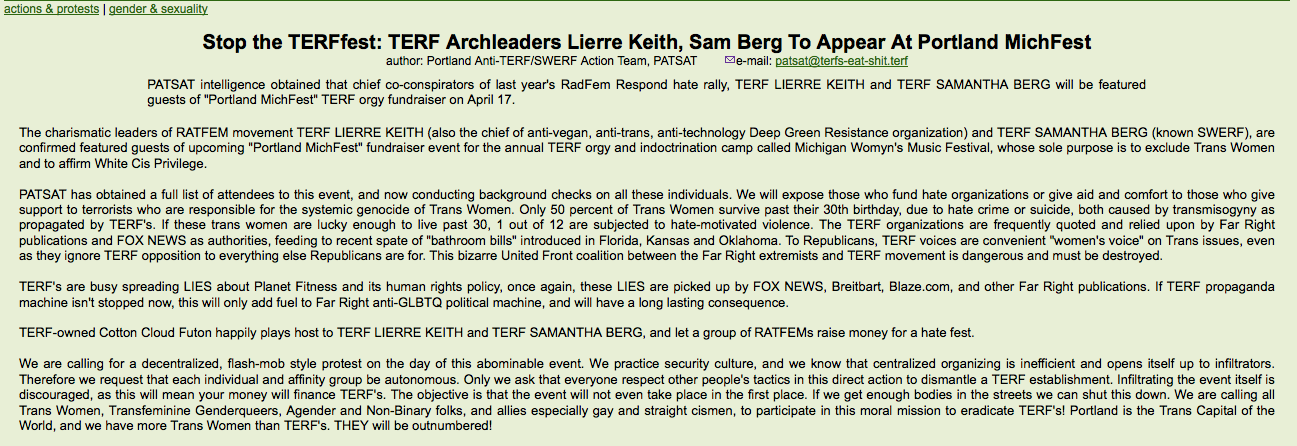 actions & protests | gender & sexuality
Stop the TERFfest: TERF Archleaders Lierre Keith, Sam Berg To Appear At Portland MichFest
author: Portland Anti-TERF/SWERF Action Team, PATSAT e-mail: patsat@terfs-eat-shit.terf
PATSAT intelligence obtained that chief co-conspirators of last year's RadFem Respond hate rally, TERF LIERRE KEITH and TERF SAMANTHA BERG will be featured
guests of "Portland MichFest" TERF orgy fundraiser on April 17.
The charismatic leaders of RATFEM movement TERF LIERRE KEITH (also the chief of anti-vegan, anti-trans, anti-technology Deep Green Resistance organization) and TERF SAMANTHA BERG (known SWERF), are
confirmed featured guests of upcoming "Portland MichFest" fundraiser event for the annual TERF orgy and indoctrination camp called Michigan Womyn's Music Festival, whose sole purpose is to exclude Trans Women
and to affirm White Cis Privilege.
PATSAT has obtained a full list of attendees to this event, and now conducting background checks on all these individuals. We will expose those who fund hate organizations or give aid and comfort to those who give
support to terrorists who are responsible for the systemic genocide of Trans Women. Only 50 percent of Trans Women survive past their 30th birthday, due to hate crime or suicide, both caused by transmisogyny as
propagated by TERF's. If these trans women are lucky enough to live past 30, 1 out of 12 are subjected to hate-motivated violence. The TERF organizations are frequently quoted and relied upon by Far Right
publications and FOX NEWS as authorities, feeding to recent spate of "bathroom bills" introduced in Florida, Kansas and Oklahoma. To Republicans, TERF voices are convenient "women's voice" on Trans issues, even
as they ignore TERF opposition to everything else Republicans are for. This bizarre United Front coalition between the Far Right extremists and TERF movement is dangerous and must be destroyed.
TERF's are busy spreading LIES about Planet Fitness and its human rights policy, once again, these LIES are picked up by FOX NEWS, Breitbart, Blaze.com, and other Far Right publications. If TERF propaganda
machine isn't stopped now, this will only add fuel to Far Right anti-GLBTQ political machine, and will have a long lasting consequence.
TERF-owned Cotton Cloud Futon happily plays host to TERF LIERRE KEITH and TERF SAMANTHA BERG, and let a group of RATFEMs raise money for a hate fest.
We are calling for a decentralized, flash-mob style protest on the day of this abominable event. We practice security culture, and we know that centralized organizing is inefficient and opens itself up to infiltrators.
Therefore we request that each individual and affinity group be autonomous. Only we ask that everyone respect other people's tactics in this direct action to dismantle a TERF establishment. Infiltrating the event itself is
discouraged, as this will mean your money will finance TERF's. The objective is that the event will not even take place in the first place. If we get enough bodies in the streets we can shut this down. We are calling all
Trans Women, Transfeminine Genderqueers, Agender and Non-Binary folks, and allies especially gay and straight cismen, to participate in this moral mission to eradicate TERF's! Portland is the Trans Capital of the
World, and we have more Trans Women than TERF's. THEY will be outnumbered!